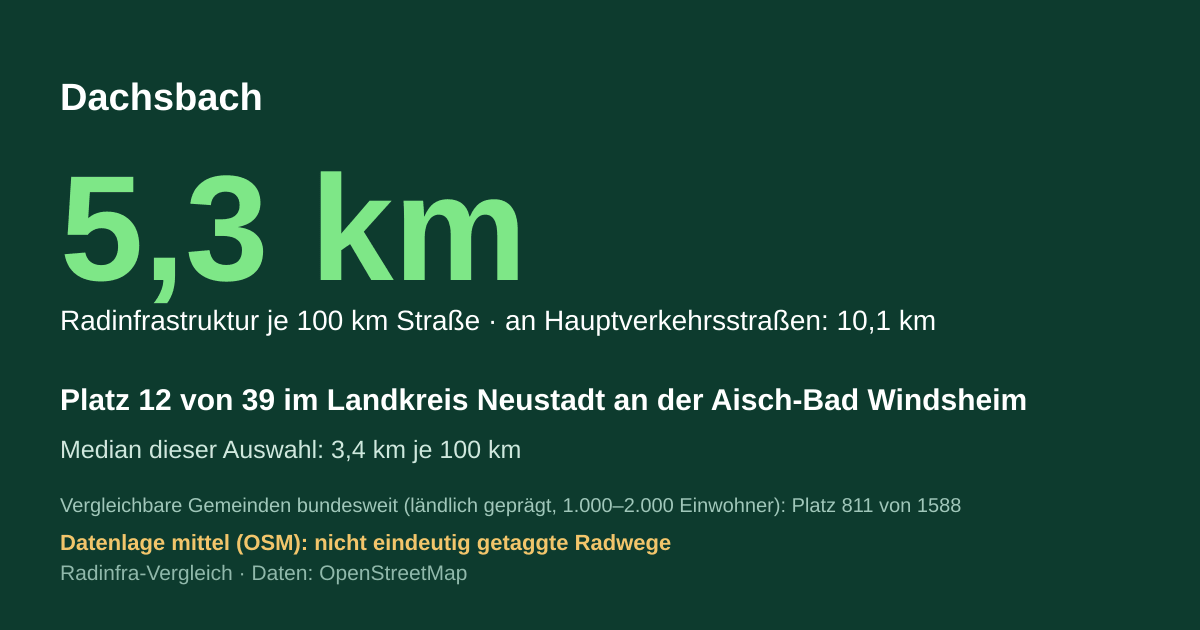 Dachsbach
5,3 km
Radinfrastruktur je 100 km Straße · an Hauptverkehrsstraßen: 10,1 km
Platz 12 von 39 im Landkreis Neustadt an der Aisch-Bad Windsheim
Median dieser Auswahl: 3,4 km je 100 km
Vergleichbare Gemeinden bundesweit (ländlich geprägt, 1.000–2.000 Einwohner): Platz 811 von 1588
Datenlage mittel (OSM): nicht eindeutig getaggte Radwege
Radinfra-Vergleich · Daten: OpenStreetMap